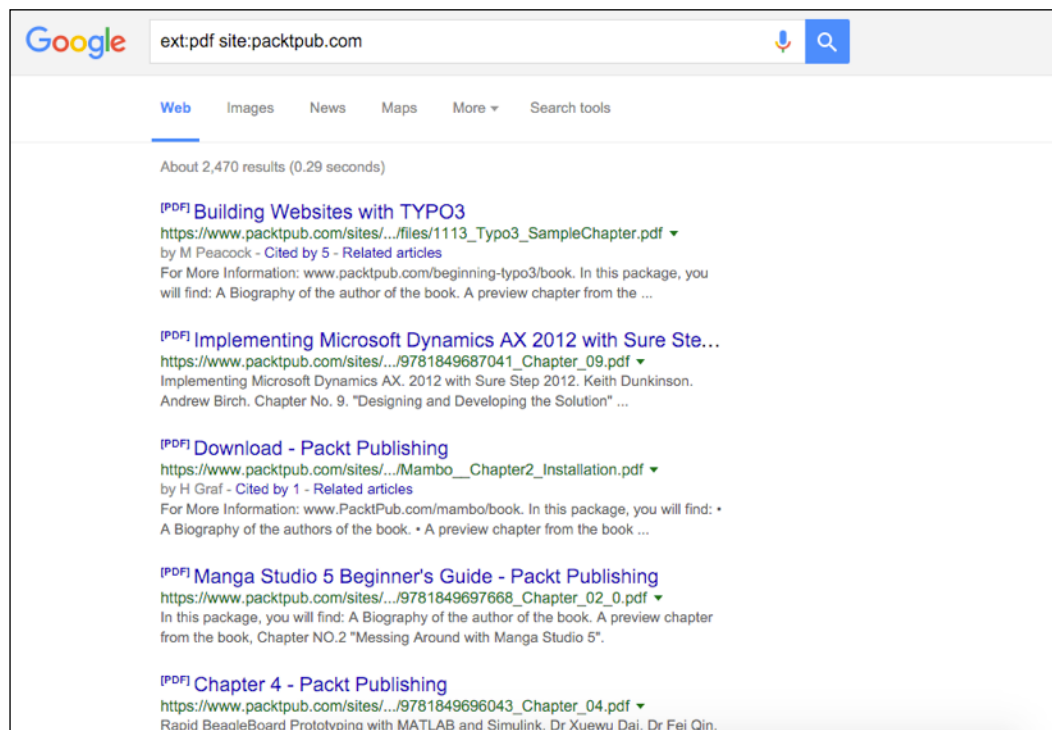 Google
ext:pdf site:packtpub.com
Web Images News Maps More Search tools
About 2,470 results (0.29 seconds)
[PDF] Building Websites with TYPO3
https://www.packtpub.com/sites/.../files/1113_Typo3_SampleChapter.pdf
by M Peacock - Cited by 5 - Related articles
For More Information: www.packtpub.com/beginning-typo3/book. In this package, you
will find: A Biography of the author of the book. A preview chapter from the ...
[PDF] Implementing Microsoft Dynamics AX 2012 with Sure Ste...
https://www.packtpub.com/sites/.../9781849687041_Chapter_09.pdf
Implementing Microsoft Dynamics AX. 2012 with Sure Step 2012. Keith Dunkinson.
Andrew Birch. Chapter No. 9. "Designing and Developing the Solution" ...
[PDF] Download - Packt Publishing
https://www.packtpub.com/sites/.../Mambo__Chapter2_Installation.pdf
by H Graf - Cited by 1 - Related articles
For More Information: www.PacktPub.com/mambo/book. In this package, you will find: •
A Biography of the authors of the book. • A preview chapter from the book ...
[PDF] Manga Studio 5 Beginner's Guide - Packt Publishing
https://www.packtpub.com/sites/.../9781849697668_Chapter_02_0.pdf
In this package, you will find: A Biography of the author of the book. A preview chapter
from the book, Chapter NO.2 "Messing Around with Manga Studio 5".
[PDF] Chapter 4 - Packt Publishing
https://www.packtpub.com/sites/.../9781849696043_Chapter_04.pdf
Rapid BeagleBoard Prototyping with MATLAB and Simulink. Dr Xuewu Dai. Dr Fei Qin.